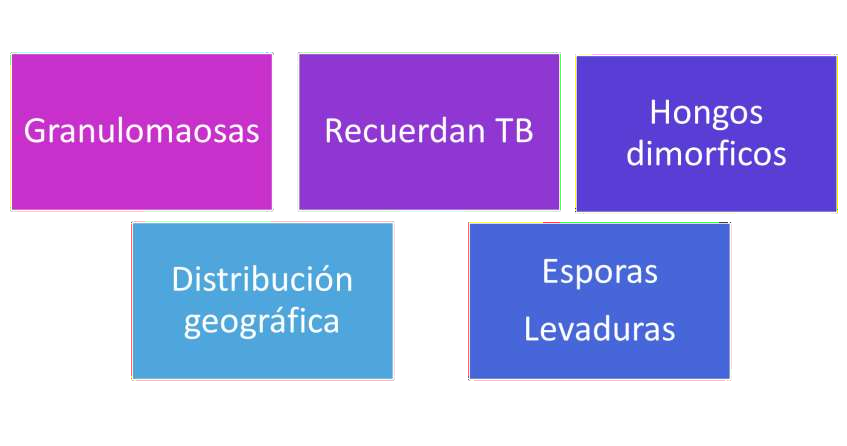 Granulomaosas
Recuerdan TB
Hongos
dimorficos
Distribución
geográfica
Esporas
Levaduras